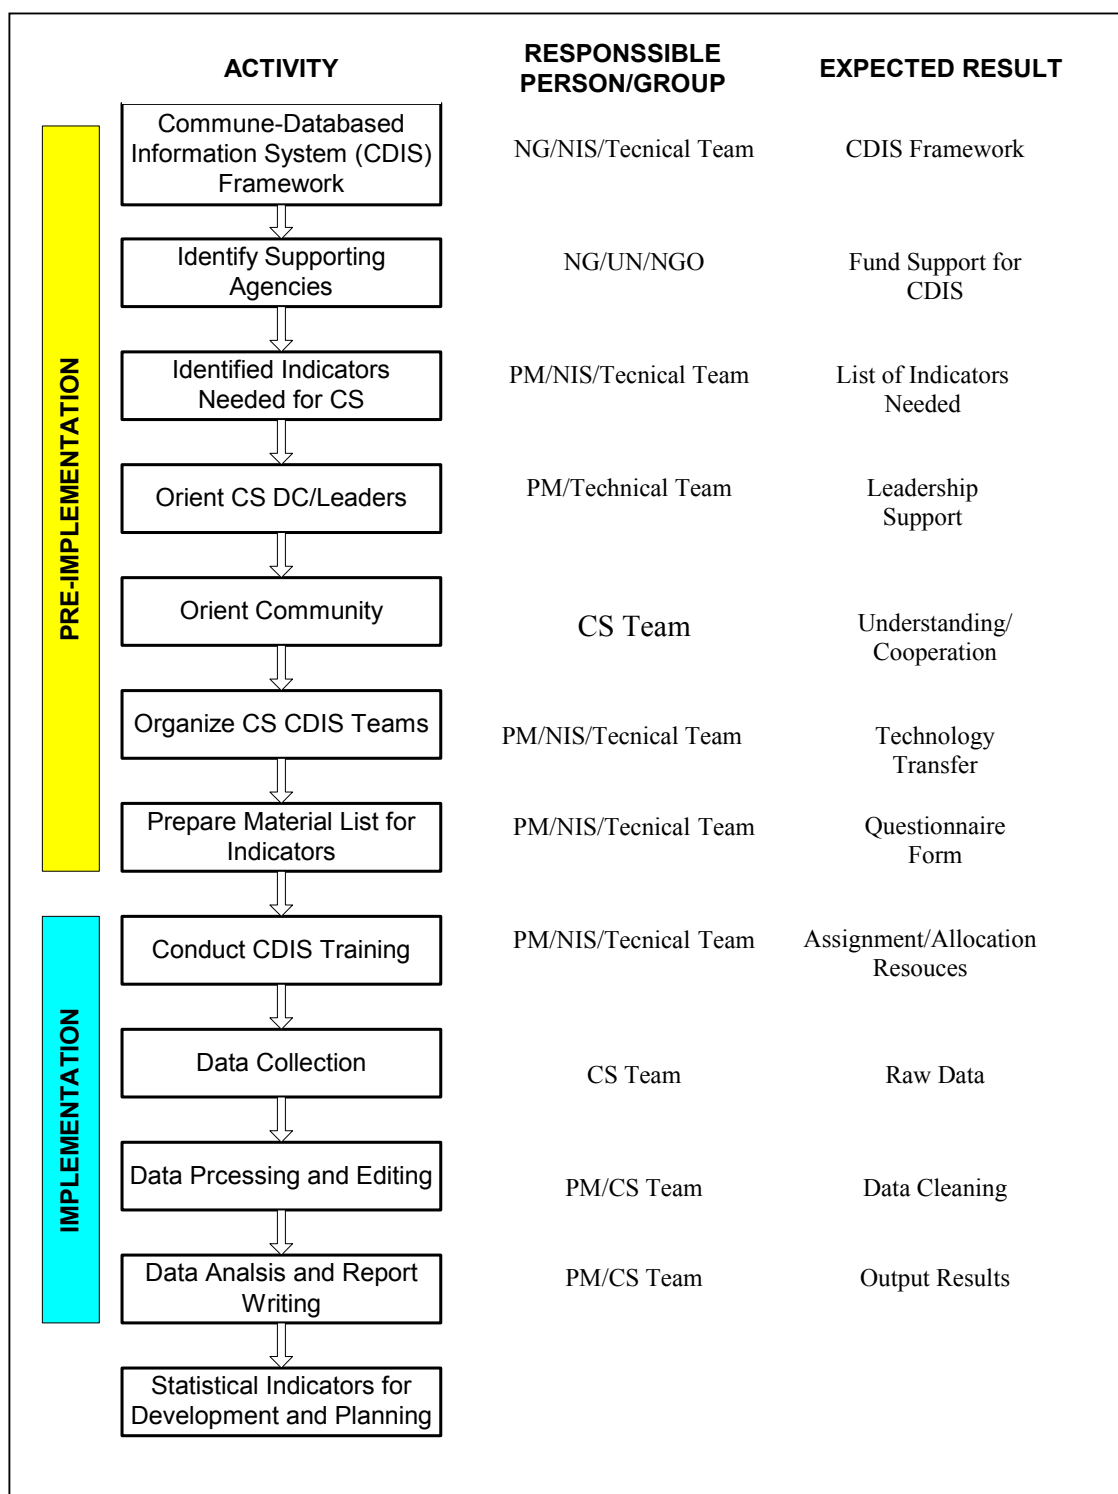 ACTIVITY
RESPONSSIBLE
PERSON/GROUP
EXPECTED RESULT
PRE-IMPLEMENTATION
Commune-Databased
Information System (CDIS)
Framework
NG/NIS/Tecnical Team
CDIS Framework
Identify Supporting
Agencies
NG/UN/NGO
Fund Support for
CDIS
Identified Indicators
Needed for CS
PM/NIS/Tecnical Team
List of Indicators
Needed
Orient CS DC/Leaders
PM/Technical Team
Leadership
Support
Orient Community
CS Team
Understanding/
Cooperation
Organize CS CDIS Teams
PM/NIS/Tecnical Team
Technology
Transfer
Prepare Material List for
Indicators
PM/NIS/Tecnical Team
Questionnaire
Form
IMPLEMENTATION
Conduct CDIS Training
PM/NIS/Tecnical Team
Assignment/Allocation
Resouces
Data Collection
CS Team
Raw Data
Data Prcessing and Editing
PM/CS Team
Data Cleaning
Data Analsis and Report
Writing
PM/CS Team
Output Results
Statistical Indicators for
Development and Planning